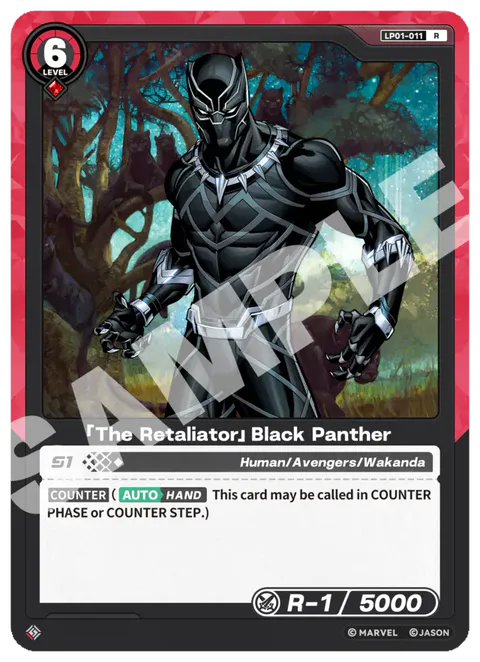 6
LEVEL
LP01-011 R
SAMPLE
「The Retaliator」 Black Panther
S1
Human/Avengers/Wakanda
COUNTER ( AUTO HAND This card may be called in COUNTER
PHASE or COUNTER STEP.)
R-1 / 5000
© MARVEL © JASON